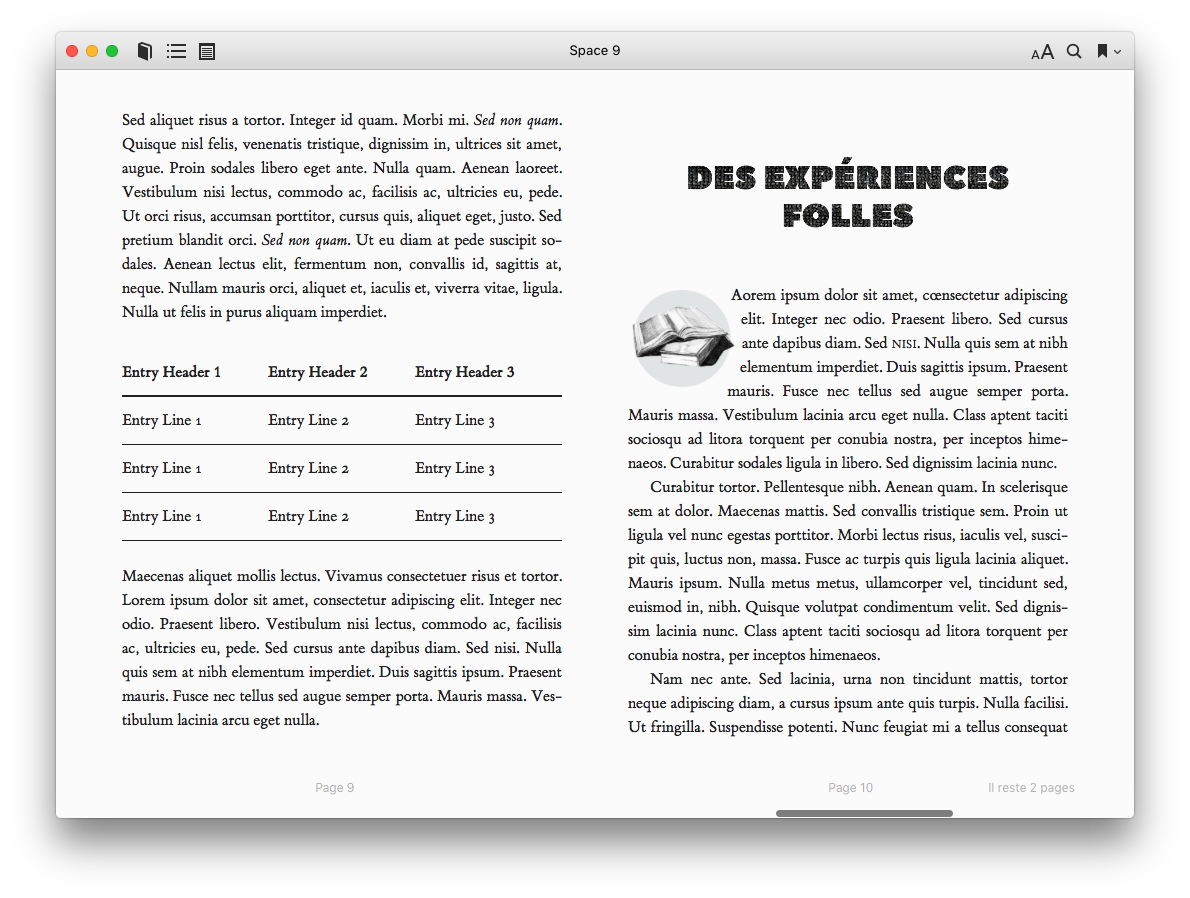 Space 9
AA
Sed aliquet risus a tortor. Integer id quam. Morbi mi. Sed non quam.
Quisque nisl felis, venenatis tristique, dignissim in, ultrices sit amet,
augue. Proin sodales libero eget ante. Nulla quam. Aenean laoreet.
Vestibulum nisi lectus, commodo ac, facilisis ac, ultricies eu, pede.
Ut orci risus, accumsan porttitor, cursus quis, aliquet eget, justo. Sed
pretium blandit orci. Sed non quam. Ut eu diam at pede suscipit so-
dales. Aenean lectus elit, fermentum non, convallis id, sagittis at,
neque. Nullam mauris orci, aliquet et, iaculis et, viverra vitae, ligula.
Nulla ut felis in purus aliquam imperdiet.
Entry Header 1 Entry Header 2 Entry Header 3
Entry Line 1 Entry Line 2 Entry Line 3
Entry Line 1 Entry Line 2 Entry Line 3
Entry Line 1 Entry Line 2 Entry Line 3
Maecenas aliquet mollis lectus. Vivamus consectetuer risus et tortor.
Lorem ipsum dolor sit amet, consectetur adipiscing elit. Integer nec
odio. Praesent libero. Vestibulum nisi lectus, commodo ac, facilisis
ac, ultricies eu, pede. Sed cursus ante dapibus diam. Sed nisi. Nulla
quis sem at nibh elementum imperdiet. Duis sagittis ipsum. Praesent
mauris. Fusce nec tellus sed augue semper porta. Mauris massa. Ves-
tibulum lacinia arcu eget nulla.
Page 9
DES EXPÉRIENCES
FOLLES
Aorem ipsum dolor sit amet, cœnsectetur adipiscing
elit. Integer nec odio. Praesent libero. Sed cursus
ante dapibus diam. Sed NISI. Nulla quis sem at nibh
elementum imperdiet. Duis sagittis ipsum. Praesent
mauris. Fusce nec tellus sed augue semper porta.
Mauris massa. Vestibulum lacinia arcu eget nulla. Class aptent taciti
sociosqu ad litora torquent per conubia nostra, per inceptos hime-
naeos. Curabitur sodales ligula in libero. Sed dignissim lacinia nunc.
Curabitur tortor. Pellentesque nibh. Aenean quam. In scelerisque
sem at dolor. Maecenas mattis. Sed convallis tristique sem. Proin ut
ligula vel nunc egestas porttitor. Morbi lectus risus, iaculis vel, susci-
pit quis, luctus non, massa. Fusce ac turpis quis ligula lacinia aliquet.
Mauris ipsum. Nulla metus metus, ullamcorper vel, tincidunt sed,
euismod in, nibh. Quisque volutpat condimentum velit. Sed dignis-
sim lacinia nunc. Class aptent taciti sociosqu ad litora torquent per
conubia nostra, per inceptos himenaeos.
Nam nec ante. Sed lacinia, urna non tincidunt mattis, tortor
neque adipiscing diam, a cursus ipsum ante quis turpis. Nulla facilisi.
Ut fringilla. Suspendisse potenti. Nunc feugiat mi a tellus consequat
Page 10
Il reste 2 pages